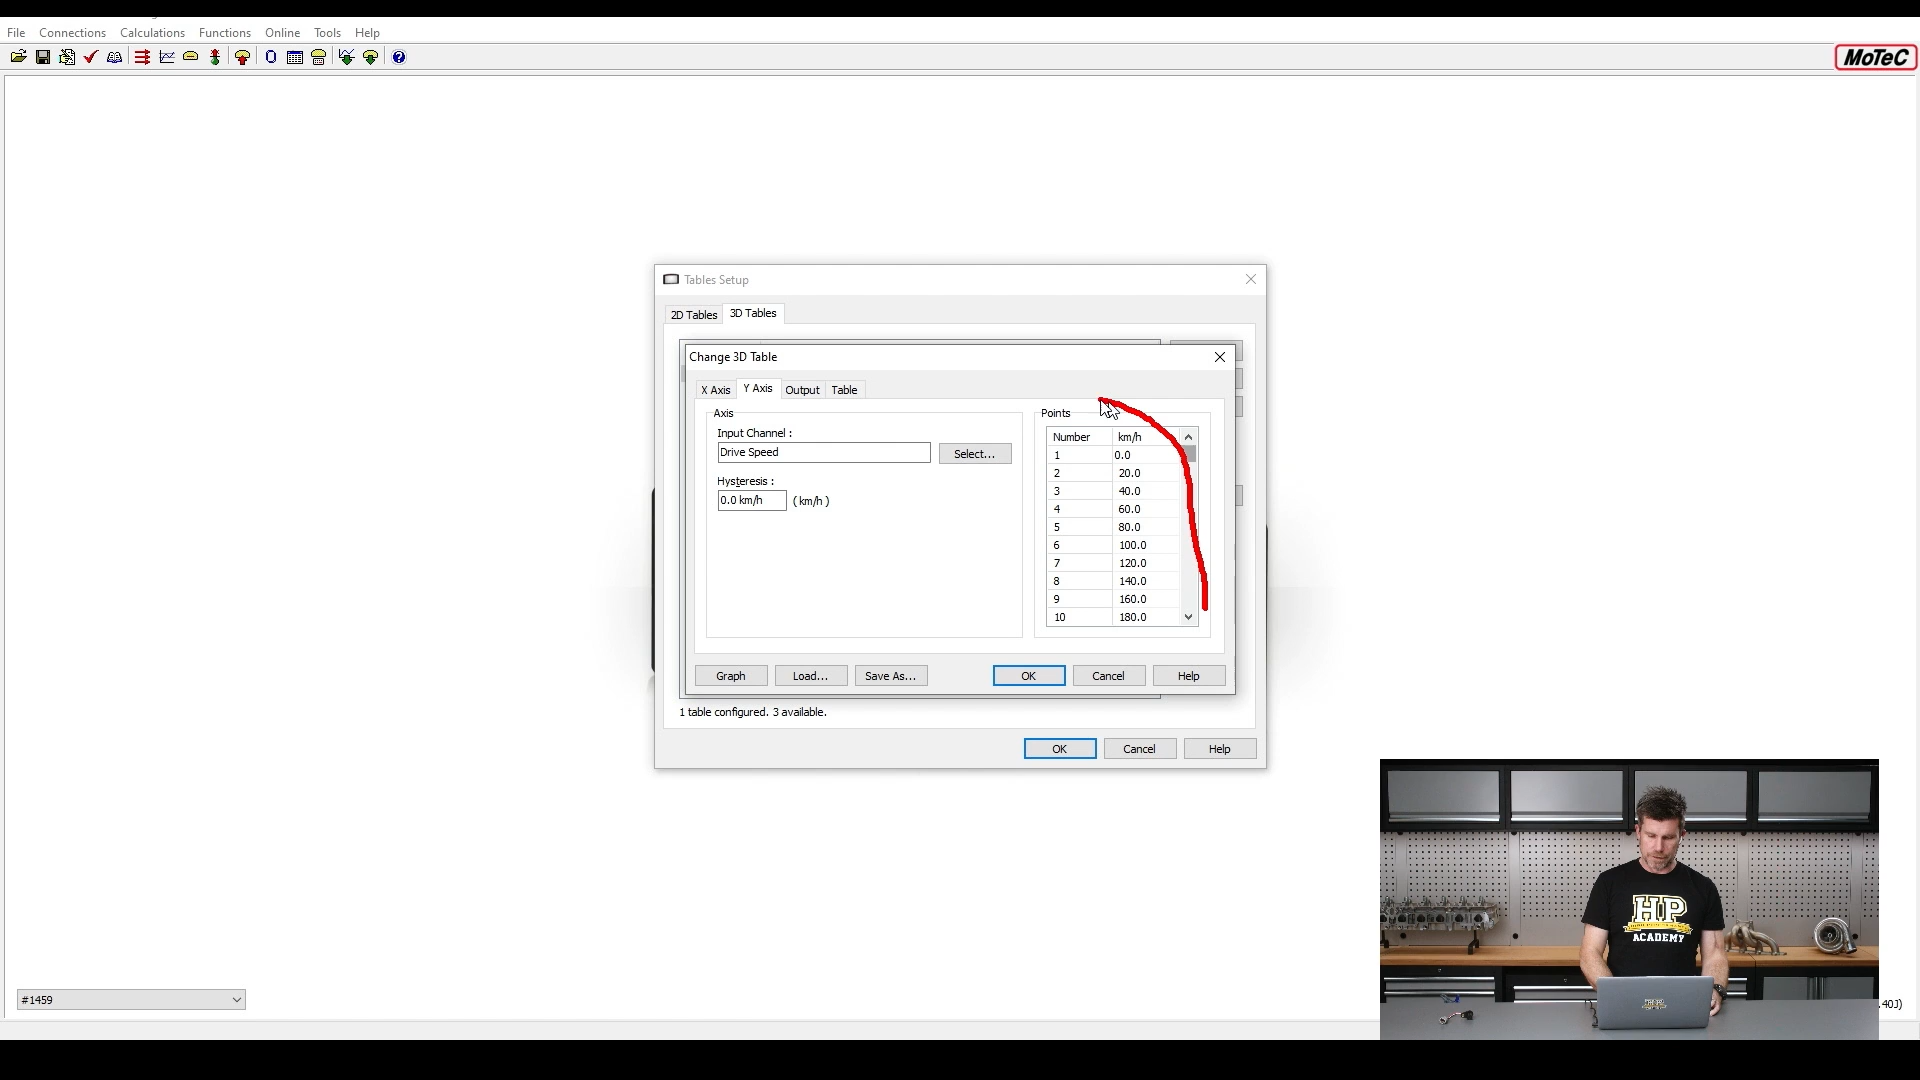 File Connections Calculations Functions Online Tools Help
MoTeC
Tables Setup
2D Tables 3D Tables
Change 3D Table
X Axis Y Axis Output Table
Axis
Input Channel :
Drive Speed
Select...
Hysteresis :
0.0 km/h ( km/h )
Points
Number km/h
1 0.0
2 20.0
3 40.0
4 60.0
5 80.0
6 100.0
7 120.0
8 140.0
9 160.0
10 180.0
Graph Load... Save As... OK Cancel Help
1 table configured. 3 available.
OK Cancel Help
#1459
.40J)
HP
ACADEMY